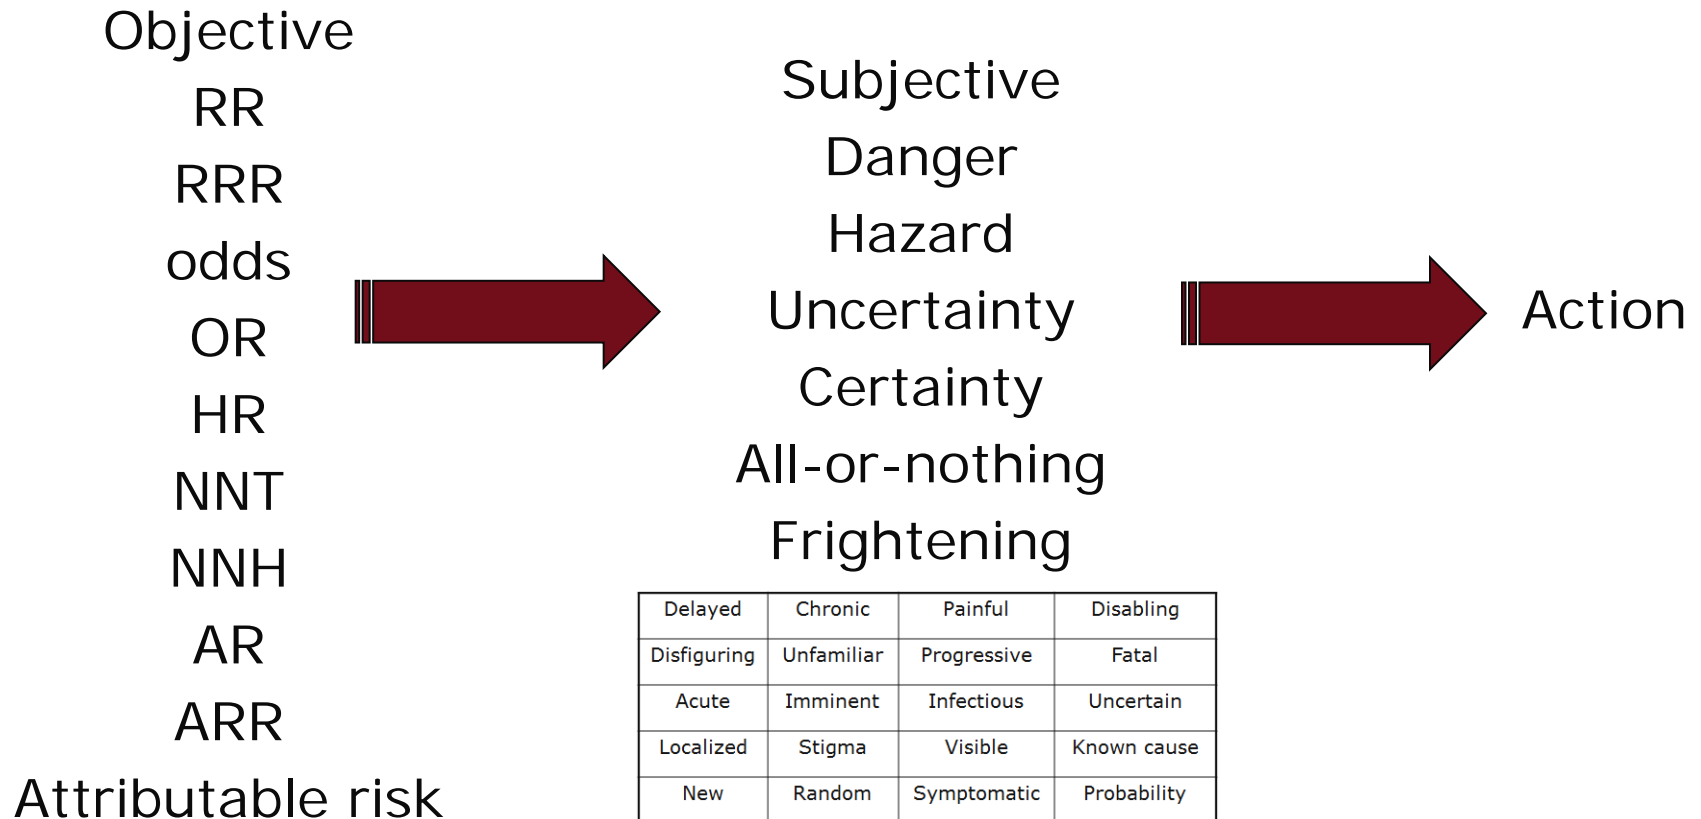 Objective
RR
RRR
odds
OR
HR
NNT
NNH
AR
ARR
Attributable risk
Subjective
Danger
Hazard
Uncertainty
Certainty
All-or-nothing
Frightening
Delayed Chronic Painful Disabling
Disfiguring Unfamiliar Progressive Fatal
Acute Imminent Infectious Uncertain
Localized Stigma Visible Known cause
New Random Symptomatic Probability
Action